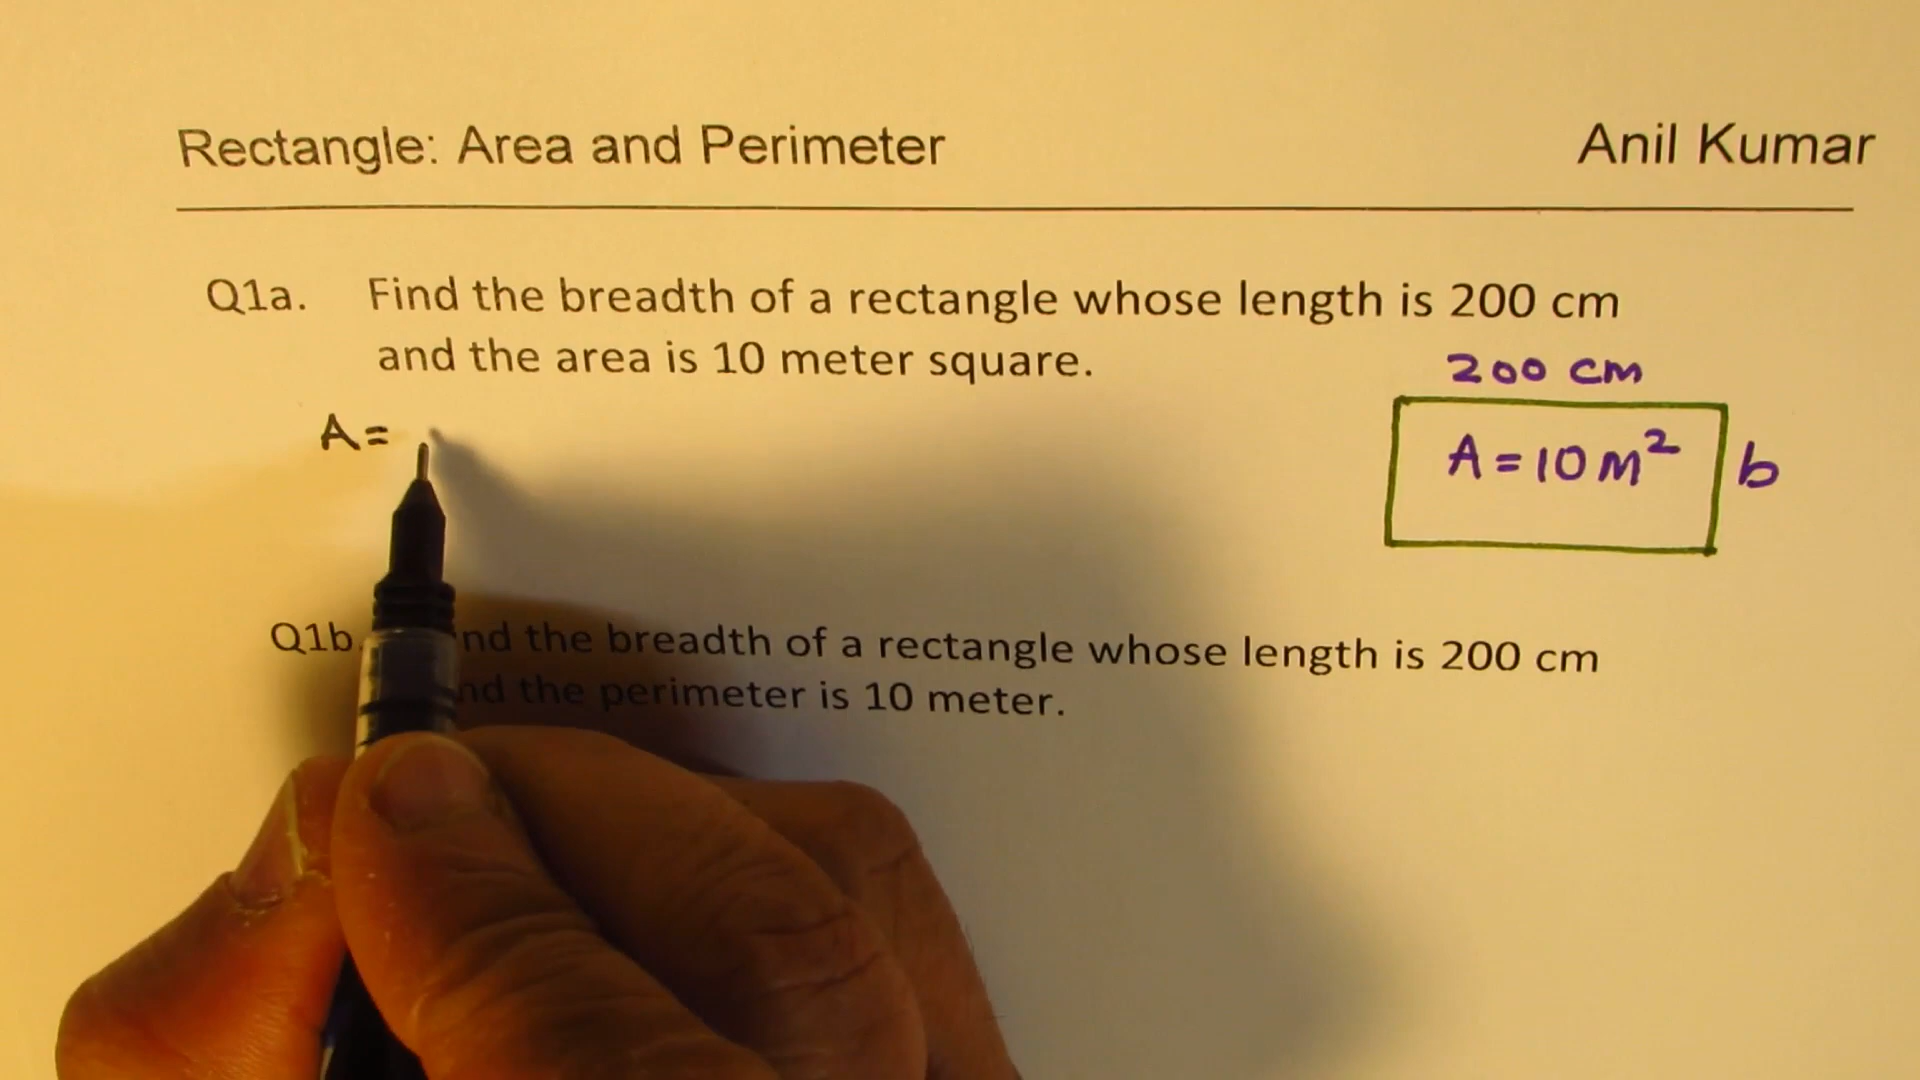 Rectangle: Area and Perimeter Anil Kumar
Q1a. Find the breadth of a rectangle whose length is 200 cm
and the area is 10 meter square.
200 cm
A =
A = 10 m²
b
Q1b. the breadth of a rectangle whose length is 200 cm
the perimeter is 10 meter.